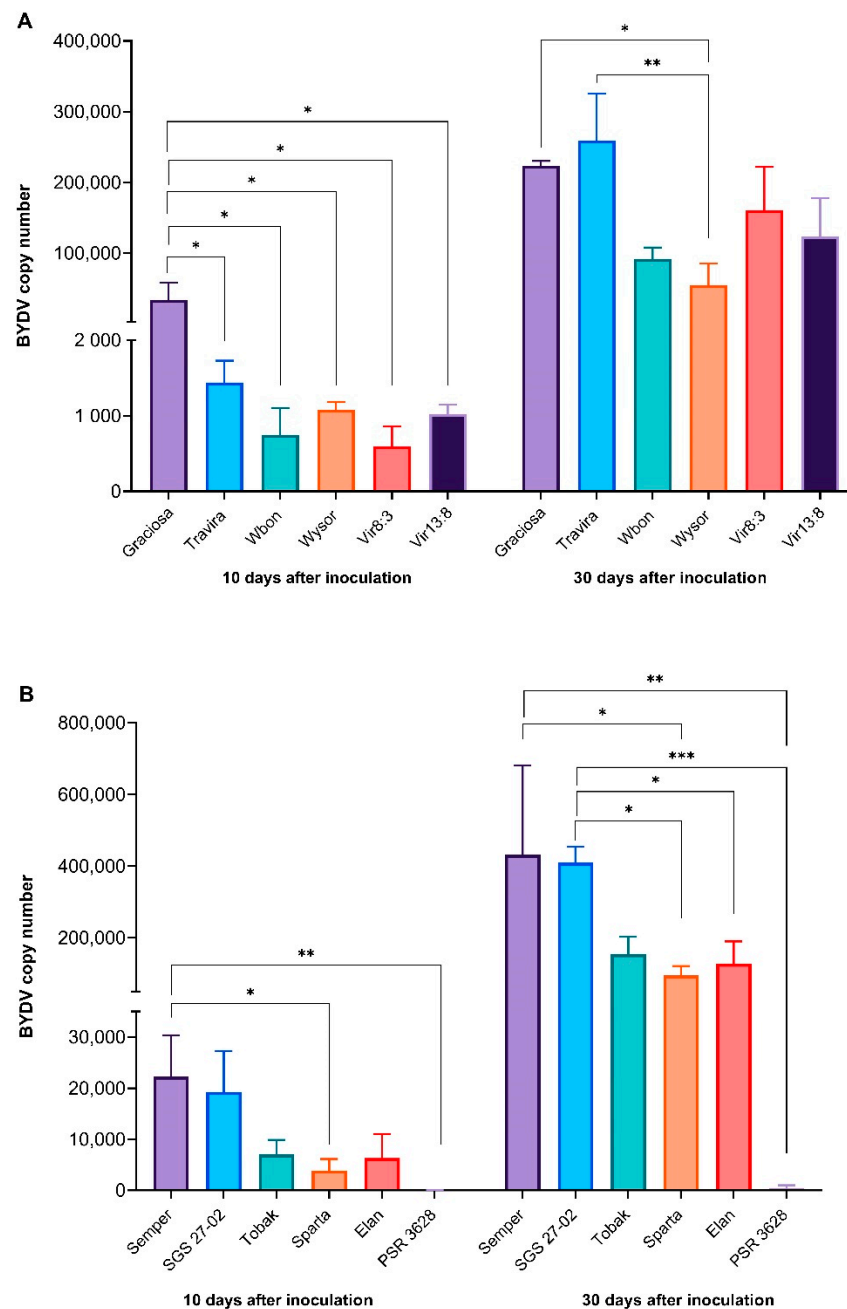 A
400,000
300,000
200,000
100,000
2 000
1 000
0
BYDV copy number
*
*
*
*
*
*
**
Graciosa
Travira
Wbon
Wysor
Vir8:3
Vir13:8
Graciosa
Travira
Wbon
Wysor
Vir8:3
Vir13:8
10 days after inoculation
30 days after inoculation
B
800,000
600,000
400,000
200,000
30,000
20,000
10,000
0
BYDV copy number
**
*
**
*
***
*
*
Semper
SGS 27-02
Tobak
Sparta
Elan
PSR 3628
Semper
SGS 27-02
Tobak
Sparta
Elan
PSR 3628
10 days after inoculation
30 days after inoculation